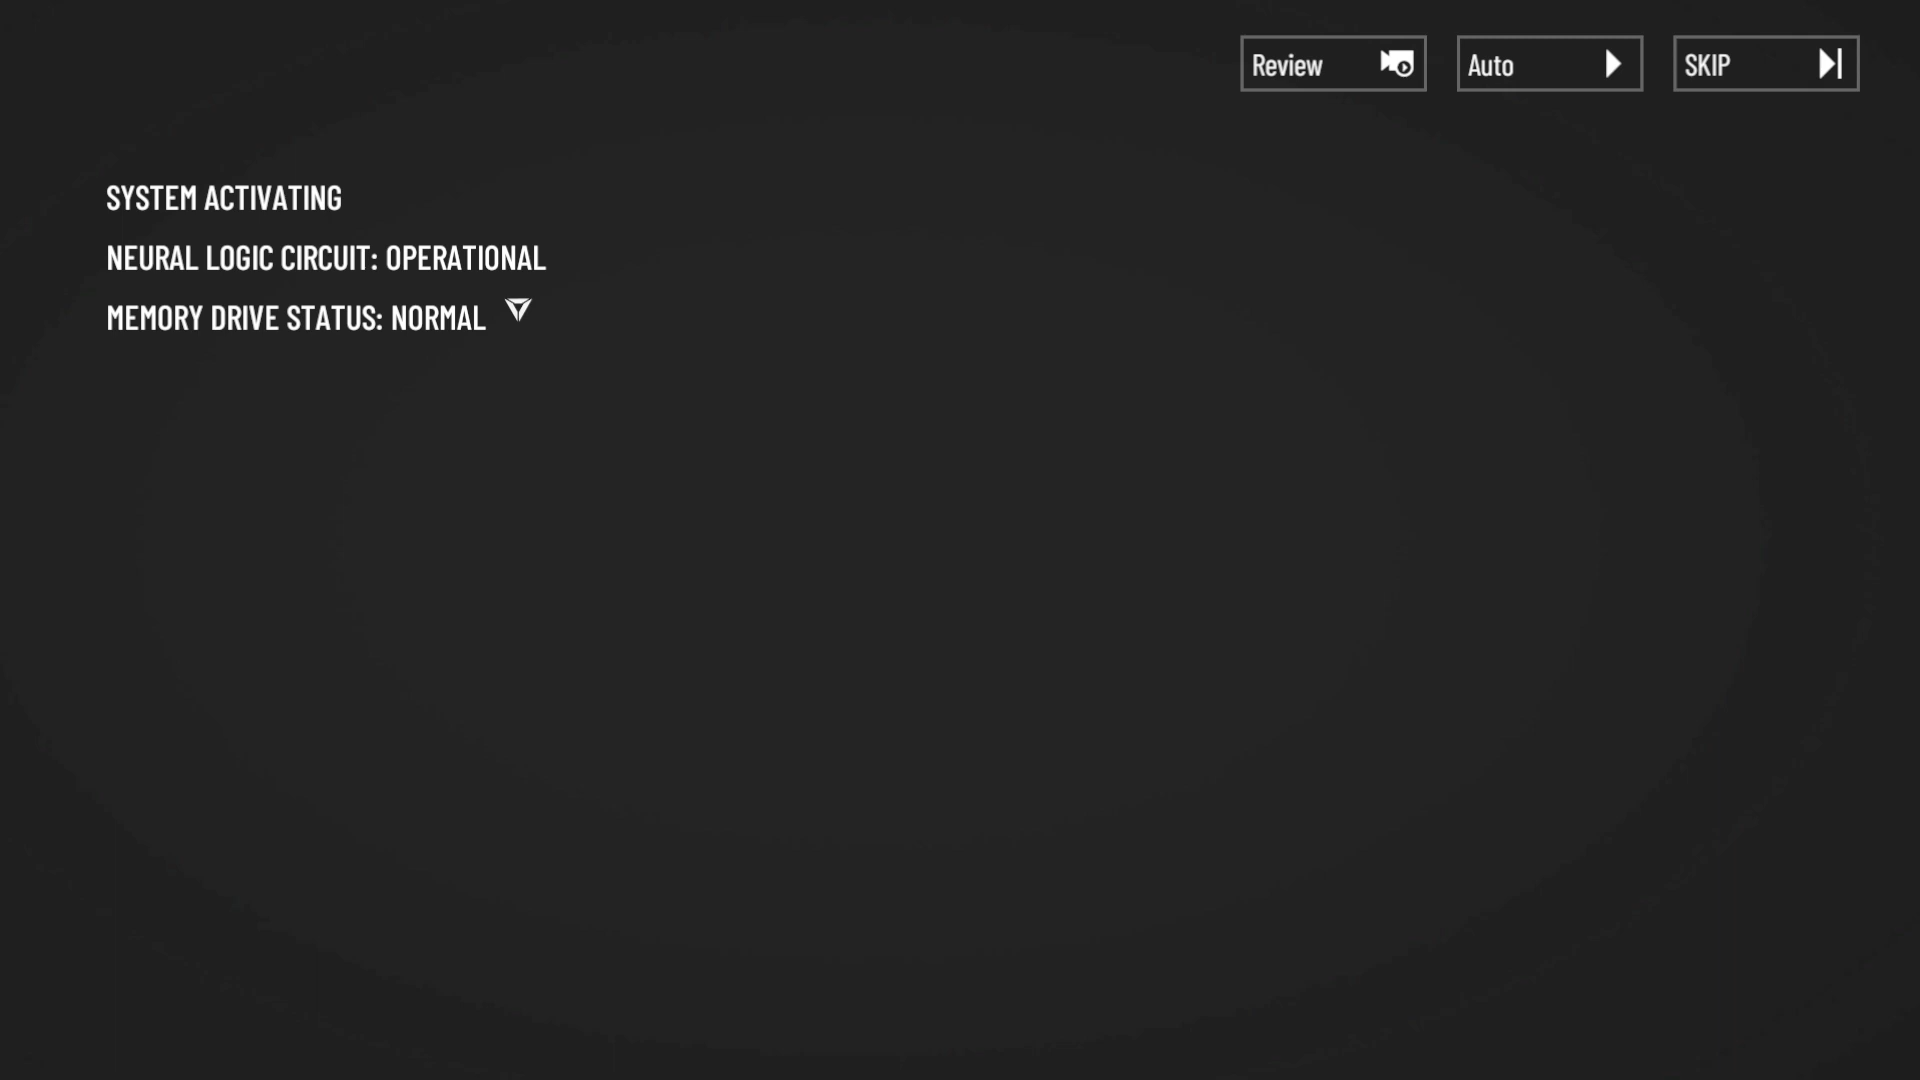 Review
Auto
SKIP
SYSTEM ACTIVATING
NEURAL LOGIC CIRCUIT: OPERATIONAL
MEMORY DRIVE STATUS: NORMAL